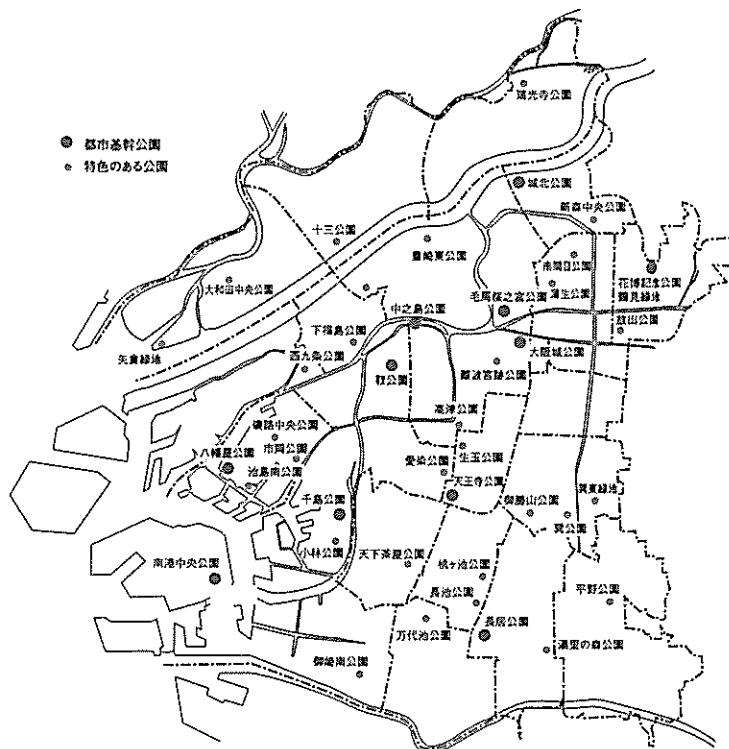 都市基幹公園
特色のある公園
瑞光寺公園
城北公園
新森中央公園
十三公園
豊崎東公園
南関目公園
花博記念公園
鶴見緑地
大和田中央公園
蒲生公園
毛馬桜之宮公園
中之島公園
放出公園
下福島公園
矢倉緑地
大阪城公園
西九条公園
難波宮跡公園
靱公園
高津公園
磯路中央公園
生玉公園
市岡公園
八幡屋公園
愛染公園
池島南公園
天王寺公園
巽東緑地
御勝山公園
千島公園
巽公園
小林公園
天下茶屋公園
南港中央公園
桃ヶ池公園
長池公園
平野公園
万代池公園
長居公園
湯里の森公園
御崎南公園